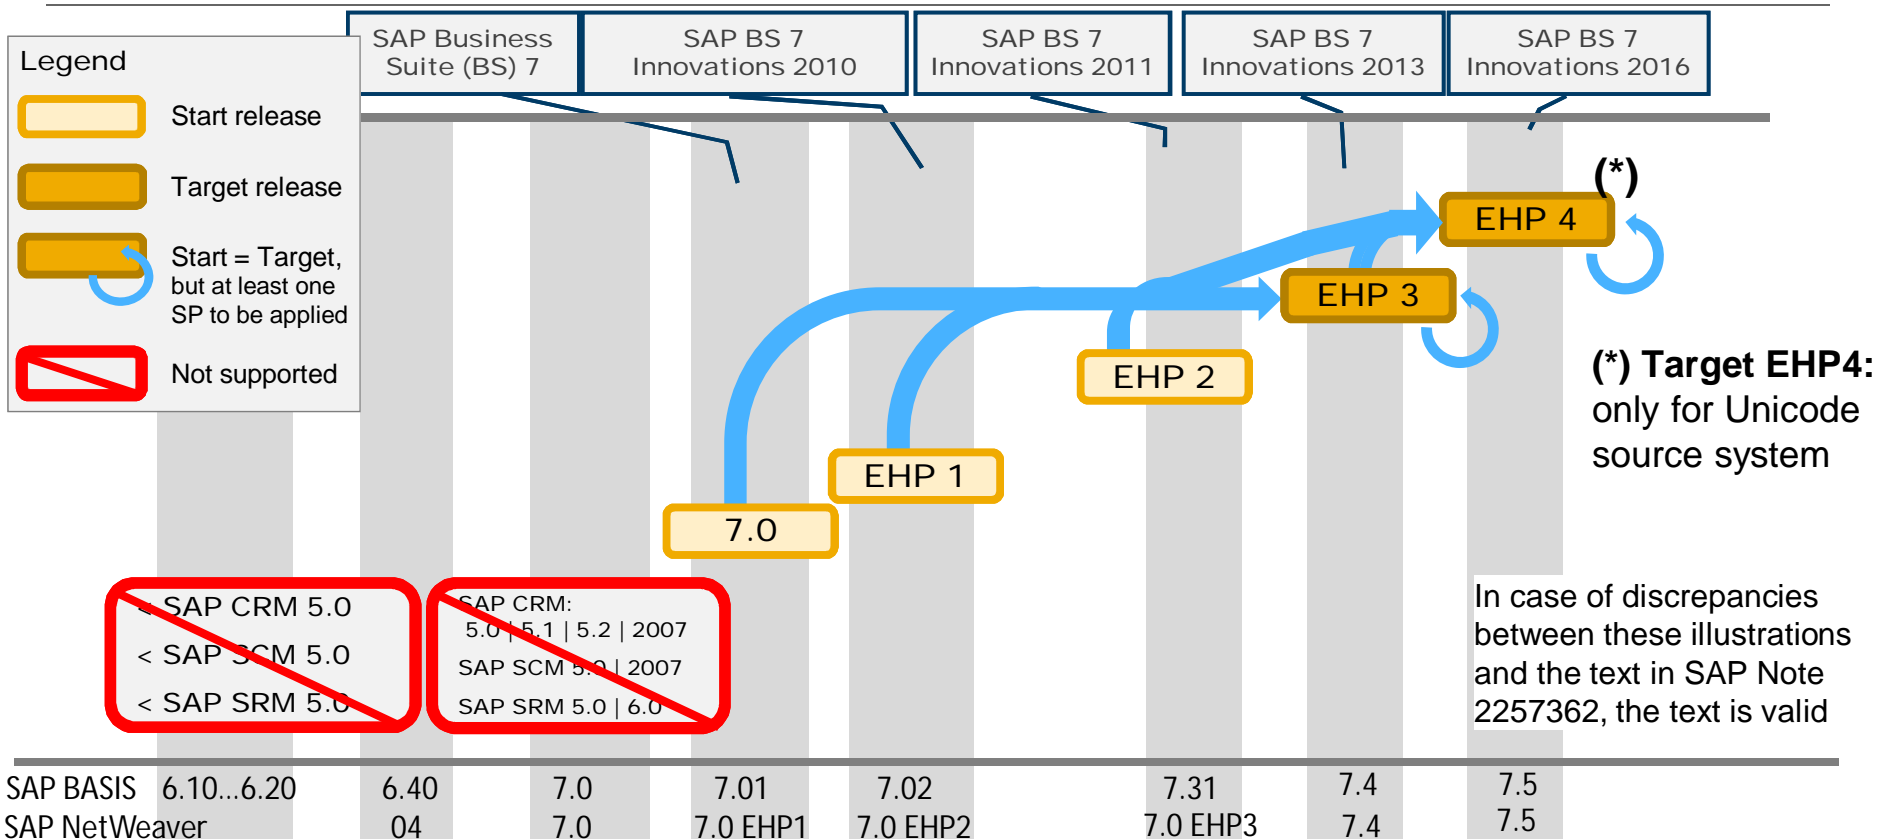 SAP Business
Suite (BS) 7
SAP BS 7
Innovations 2010
SAP BS 7
Innovations 2011
SAP BS 7
Innovations 2013
SAP BS 7
Innovations 2016
Legend
Start release
Target release
Start = Target,
but at least one
SP to be applied
Not supported
(*)
EHP 4
EHP 3
EHP 2
EHP 1
7.0
(*) Target EHP4:
only for Unicode
source system
< SAP CRM 5.0
< SAP SCM 5.0
< SAP SRM 5.0
SAP CRM:
5.0 | 5.1 | 5.2 | 2007
SAP SCM 5.0 | 2007
SAP SRM 5.0 | 6.0
In case of discrepancies
between these illustrations
and the text in SAP Note
2257362, the text is valid
SAP BASIS 6.10...6.20 6.40 7.0 7.01 7.02 7.31 7.4 7.5
SAP NetWeaver 04 7.0 7.0 EHP1 7.0 EHP2 7.0 EHP3 7.4 7.5